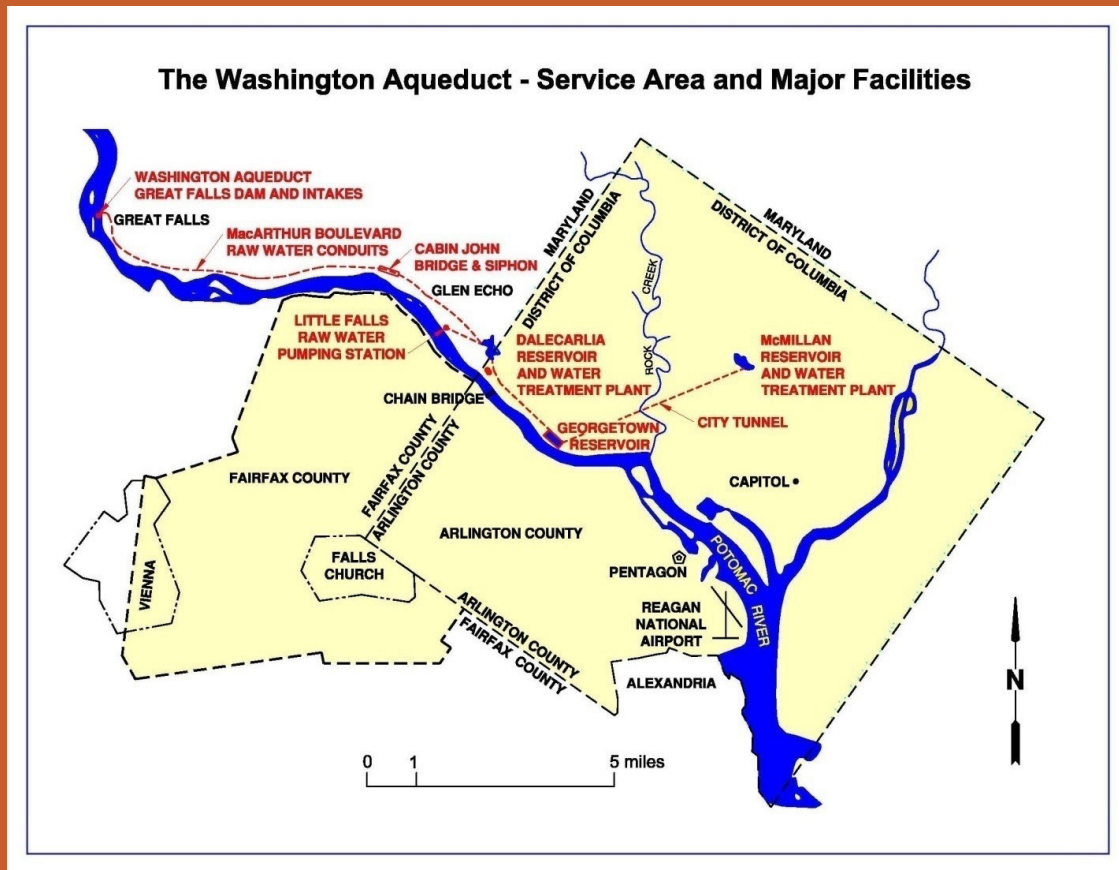 The Washington Aqueduct - Service Area and Major Facilities
WASHINGTON AQUEDUCT
GREAT FALLS DAM AND INTAKES
GREAT FALLS
MacARTHUR BOULEVARD
RAW WATER CONDUITS
CABIN JOHN
BRIDGE & SIPHON
GLEN ECHO
MARYLAND
DISTRICT OF COLUMBIA
MARYLAND
DISTRICT OF COLUMBIA
CREEK
ROCK
LITTLE FALLS
RAW WATER
PUMPING STATION
DALECARLIA
RESERVOIR
AND WATER
TREATMENT PLANT
McMILLAN
RESERVOIR
AND WATER
TREATMENT PLANT
CHAIN BRIDGE
GEORGETOWN
RESERVOIR
CITY TUNNEL
FAIRFAX COUNTY
FAIRFAX COUNTY
ARLINGTON COUNTY
CAPITOL
ARLINGTON COUNTY
FALLS
CHURCH
VIENNA
PENTAGON
POTOMAC RIVER
REAGAN
NATIONAL
AIRPORT
ARLINGTON COUNTY
FAIRFAX COUNTY
ALEXANDRIA
N
0 1 5 miles